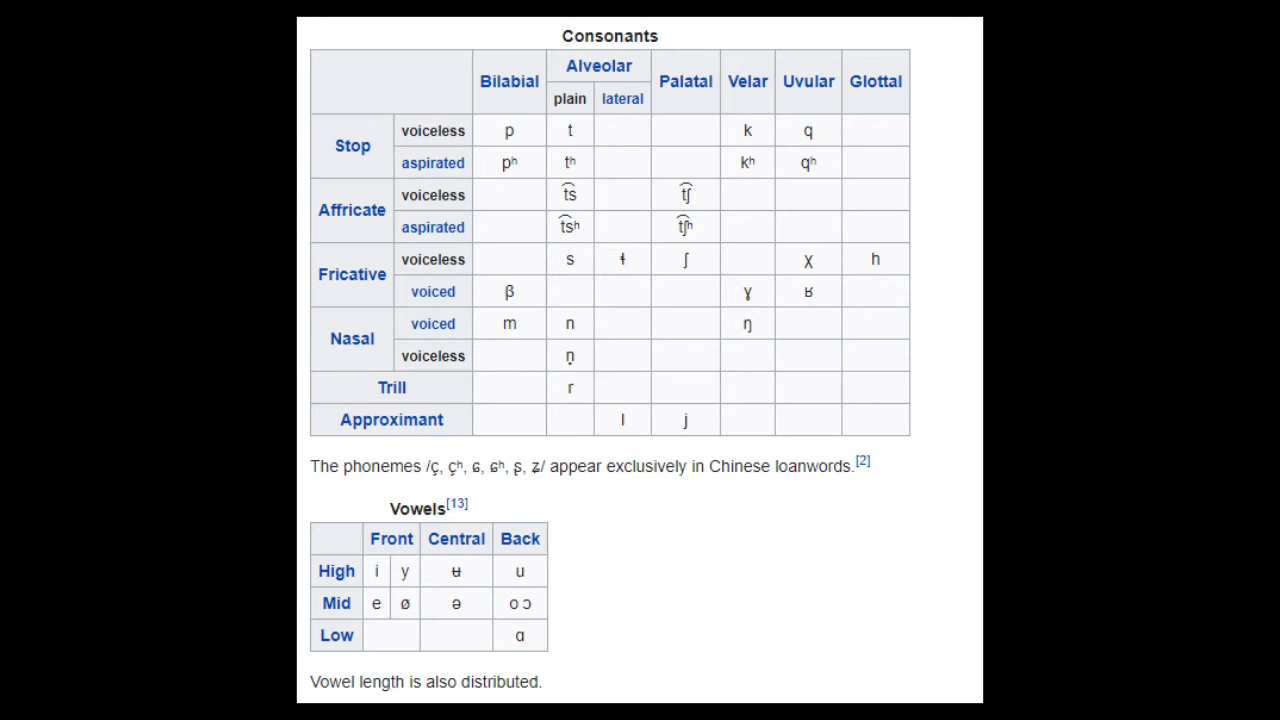 Consonants
Bilabial Alveolar Palatal Velar Uvular Glottal
plain lateral
Stop voiceless p t k q
aspirated pʰ tʰ kʰ qʰ
Affricate voiceless t͡s t͡ʃ
aspirated t͡sʰ t͡ʃʰ
Fricative voiceless s ɬ ʃ χ h
voiced β ɣ ʁ
Nasal voiced m n ŋ
voiceless ṇ
Trill r
Approximant l j
The phonemes /ç, çʰ, ɕ, ɕʰ, ʂ, ʑ/ appear exclusively in Chinese loanwords.[2]
Vowels[13]
Front Central Back
High i y ʉ u
Mid e ø ə o ɔ
Low ɑ
Vowel length is also distributed.